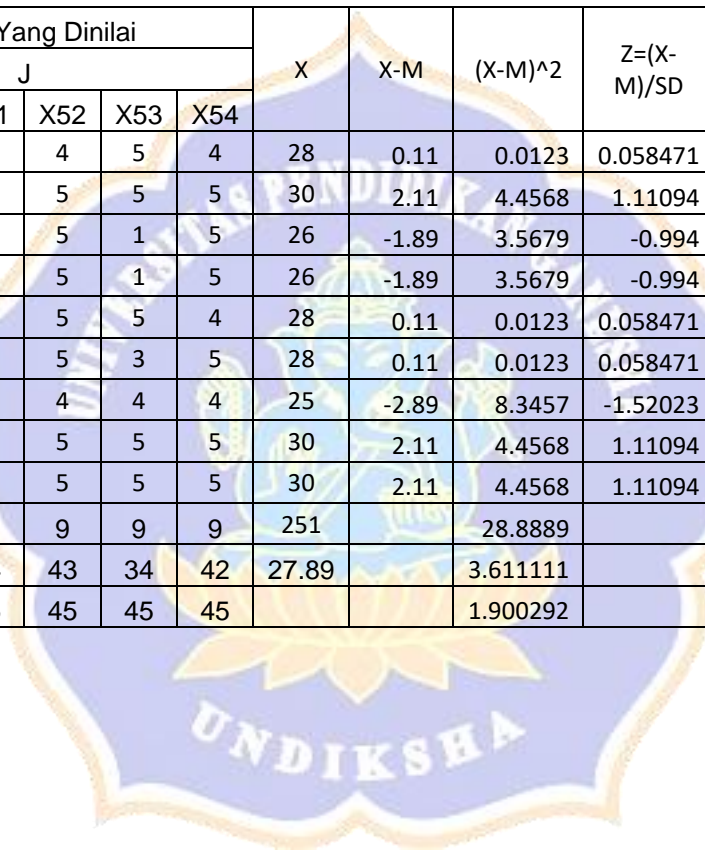 Yang Dinilai
J X X-M (X-M)^2 Z=(X-
M)/SD
1 X52 X53 X54
4 5 4 28 0.11 0.0123 0.058471
5 5 5 30 2.11 4.4568 1.11094
5 1 5 26 -1.89 3.5679 -0.994
5 1 5 26 -1.89 3.5679 -0.994
5 5 4 28 0.11 0.0123 0.058471
5 3 5 28 0.11 0.0123 0.058471
4 4 4 25 -2.89 8.3457 -1.52023
5 5 5 30 2.11 4.4568 1.11094
5 5 5 30 2.11 4.4568 1.11094
9 9 9 251 28.8889
43 34 42 27.89 3.611111
45 45 45 1.900292
UNIVERSITAS PENDIDIKAN GANESHA
UNDIKSHA